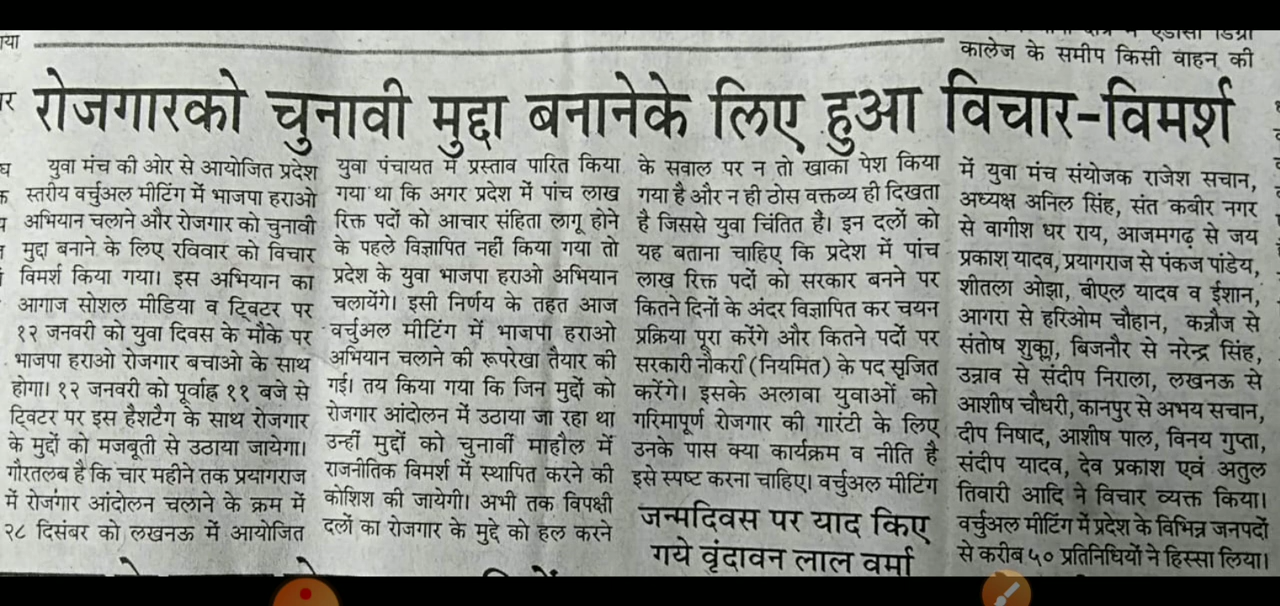 कालेज के समीप किसी वाहन की
रोजगारको चुनावी मुद्दा बनानेके लिए हुआ विचार-विमर्श
युवा मंच की ओर से आयोजित प्रदेश
स्तरीय वर्चुअल मीटिंग में भाजपा हराओ
अभियान चलाने और रोजगार को चुनावी
मुद्दा बनाने के लिए रविवार को विचार
विमर्श किया गया। इस अभियान का
आगाज सोशल मीडिया व ट्विटर पर
१२ जनवरी को युवा दिवस के मौके पर
भाजपा हराओ रोजगार बचाओ के साथ
होगा। १२ जनवरी को पूर्वाह्न ११ बजे से
ट्विटर पर इस हैशटैग के साथ रोजगार
के मुद्दों को मजबूती से उठाया जायेगा।
गौरतलब है कि चार महीने तक प्रयागराज
में रोजगार आंदोलन चलाने के क्रम में
२८ दिसंबर को लखनऊ में आयोजित
युवा पंचायत में प्रस्ताव पारित किया
गया था कि अगर प्रदेश में पांच लाख
रिक्त पदों को आचार संहिता लागू होने
के पहले विज्ञापित नहीं किया गया तो
प्रदेश के युवा भाजपा हराओ अभियान
चलायेंगे। इसी निर्णय के तहत आज
वर्चुअल मीटिंग में भाजपा हराओ
अभियान चलाने की रूपरेखा तैयार की
गई। तय किया गया कि जिन मुद्दों को
रोजगार आंदोलन में उठाया जा रहा था
उन्हीं मुद्दों को चुनावी माहौल में
राजनीतिक विमर्श में स्थापित करने की
कोशिश की जायेगी। अभी तक विपक्षी
दलों का रोजगार के मुद्दे को हल करने
के सवाल पर न तो खाका पेश किया
गया है और न ही ठोस वक्तव्य ही दिखता
है जिससे युवा चिंतित है। इन दलों को
यह बताना चाहिए कि प्रदेश में पांच
लाख रिक्त पदों को सरकार बनने पर
कितने दिनों के अंदर विज्ञापित कर चयन
प्रक्रिया पूरा करेंगे और कितने पदों पर
सरकारी नौकरी (नियमित) के पद सृजित
करेंगे। इसके अलावा युवाओं को
गरिमापूर्ण रोजगार की गारंटी के लिए
उनके पास क्या कार्यक्रम व नीति है
इसे स्पष्ट करना चाहिए। वर्चुअल मीटिंग
में युवा मंच संयोजक राजेश सचान,
अध्यक्ष अनिल सिंह, संत कबीर नगर
से वागीश धर राय, आजमगढ़ से जय
प्रकाश यादव, प्रयागराज से पंकज पांडेय,
शीतला ओझा, बीएल यादव व ईशान,
आगरा से हरिओम चौहान, कन्नौज से
संतोष शुक्ला, बिजनौर से नरेन्द्र सिंह,
उन्नाव से संदीप निराला, लखनऊ से
आशीष चौधरी, कानपुर से अभय सचान,
दीप निषाद, आशीष पाल, विनय गुप्ता,
संदीप यादव, देव प्रकाश एवं अतुल
तिवारी आदि ने विचार व्यक्त किया।
वर्चुअल मीटिंग में प्रदेश के विभिन्न जनपदों
से करीब ५० प्रतिनिधियों ने हिस्सा लिया।
जन्मदिवस पर याद किए
गये वृंदावन लाल वर्मा